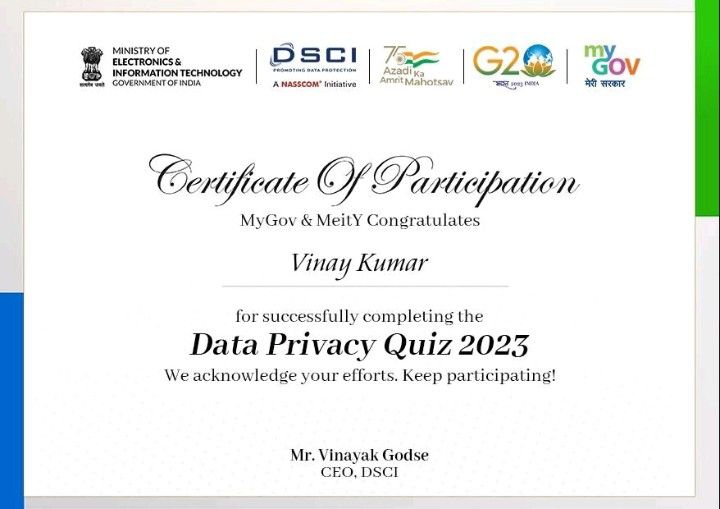 सत्यमेव जयते
MINISTRY OF
ELECTRONICS &
INFORMATION TECHNOLOGY
GOVERNMENT OF INDIA
DSCI
PROMOTING DATA PROTECTION
A NASSCOM® Initiative
75
Azadi Ka
Amrit Mahotsav
G20
भारत 2023 INDIA
my
GOV
मेरी सरकार
Certificate Of Participation
MyGov & MeitY Congratulates
Vinay Kumar
for successfully completing the
Data Privacy Quiz 2023
We acknowledge your efforts. Keep participating!
Mr. Vinayak Godse
CEO, DSCI